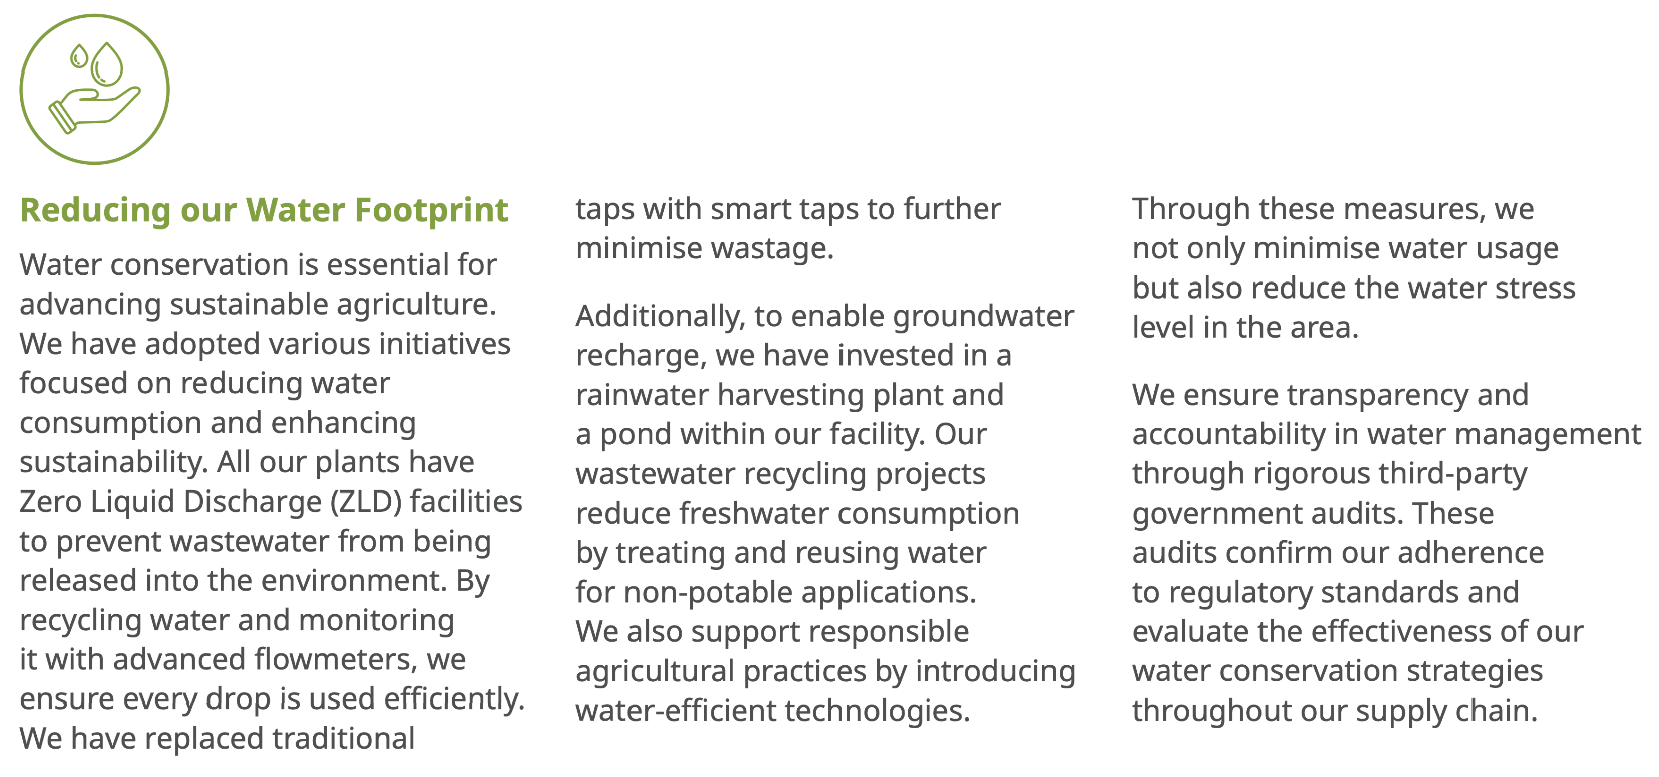 Reducing our Water Footprint
Water conservation is essential for
advancing sustainable agriculture.
We have adopted various initiatives
focused on reducing water
consumption and enhancing
sustainability. All our plants have
Zero Liquid Discharge (ZLD) facilities
to prevent wastewater from being
released into the environment. By
recycling water and monitoring
it with advanced flowmeters, we
ensure every drop is used efficiently.
We have replaced traditional
taps with smart taps to further
minimise wastage.
Additionally, to enable groundwater
recharge, we have invested in a
rainwater harvesting plant and
a pond within our facility. Our
wastewater recycling projects
reduce freshwater consumption
by treating and reusing water
for non-potable applications.
We also support responsible
agricultural practices by introducing
water-efficient technologies.
Through these measures, we
not only minimise water usage
but also reduce the water stress
level in the area.
We ensure transparency and
accountability in water management
through rigorous third-party
government audits. These
audits confirm our adherence
to regulatory standards and
evaluate the effectiveness of our
water conservation strategies
throughout our supply chain.